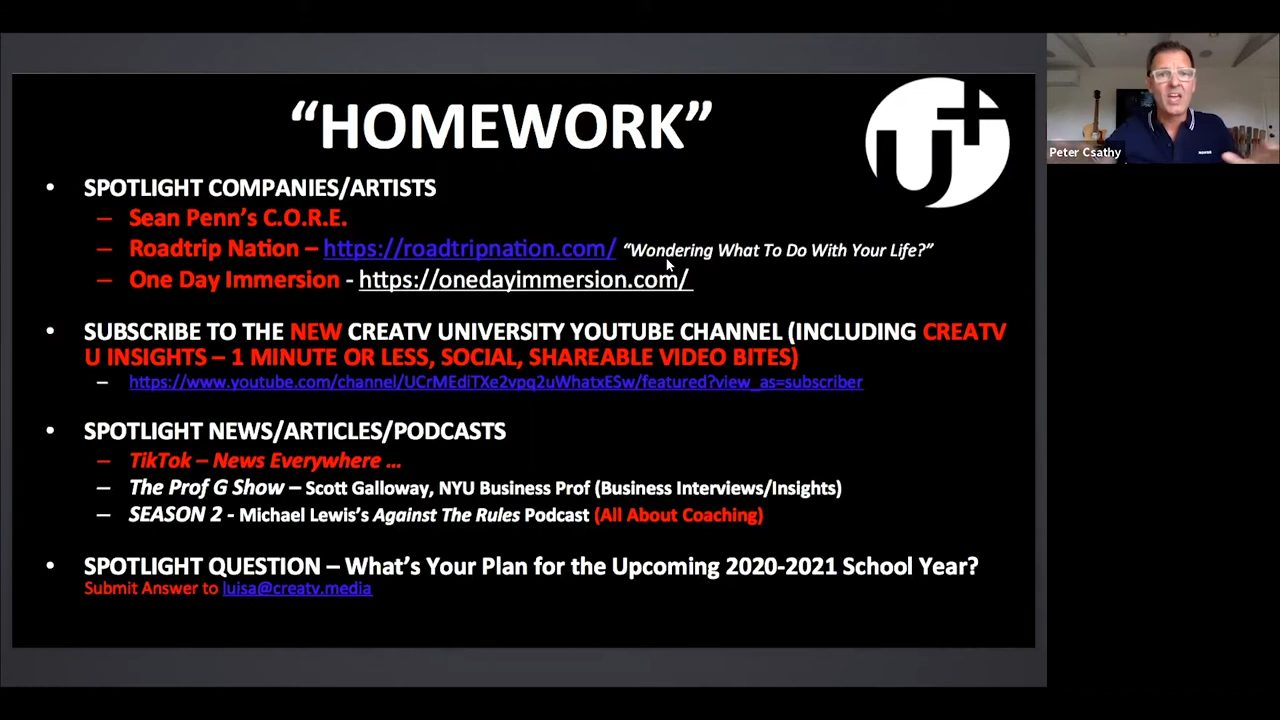 “HOMEWORK”
U+
Peter Csathy
• SPOTLIGHT COMPANIES/ARTISTS
– Sean Penn’s C.O.R.E.
– Roadtrip Nation – https://roadtripnation.com/ “Wondering What To Do With Your Life?”
– One Day Immersion - https://onedayimmersion.com/
• SUBSCRIBE TO THE NEW CREATV UNIVERSITY YOUTUBE CHANNEL (INCLUDING CREATV
U INSIGHTS – 1 MINUTE OR LESS, SOCIAL, SHAREABLE VIDEO BITES)
– https://www.youtube.com/channel/UCrMEdITXe2vpq2uWhatxESw/featured?view_as=subscriber
• SPOTLIGHT NEWS/ARTICLES/PODCASTS
– TikTok – News Everywhere ...
– The Prof G Show – Scott Galloway, NYU Business Prof (Business Interviews/Insights)
– SEASON 2 - Michael Lewis’s Against The Rules Podcast (All About Coaching)
• SPOTLIGHT QUESTION – What’s Your Plan for the Upcoming 2020-2021 School Year?
Submit Answer to luisa@creatv.media